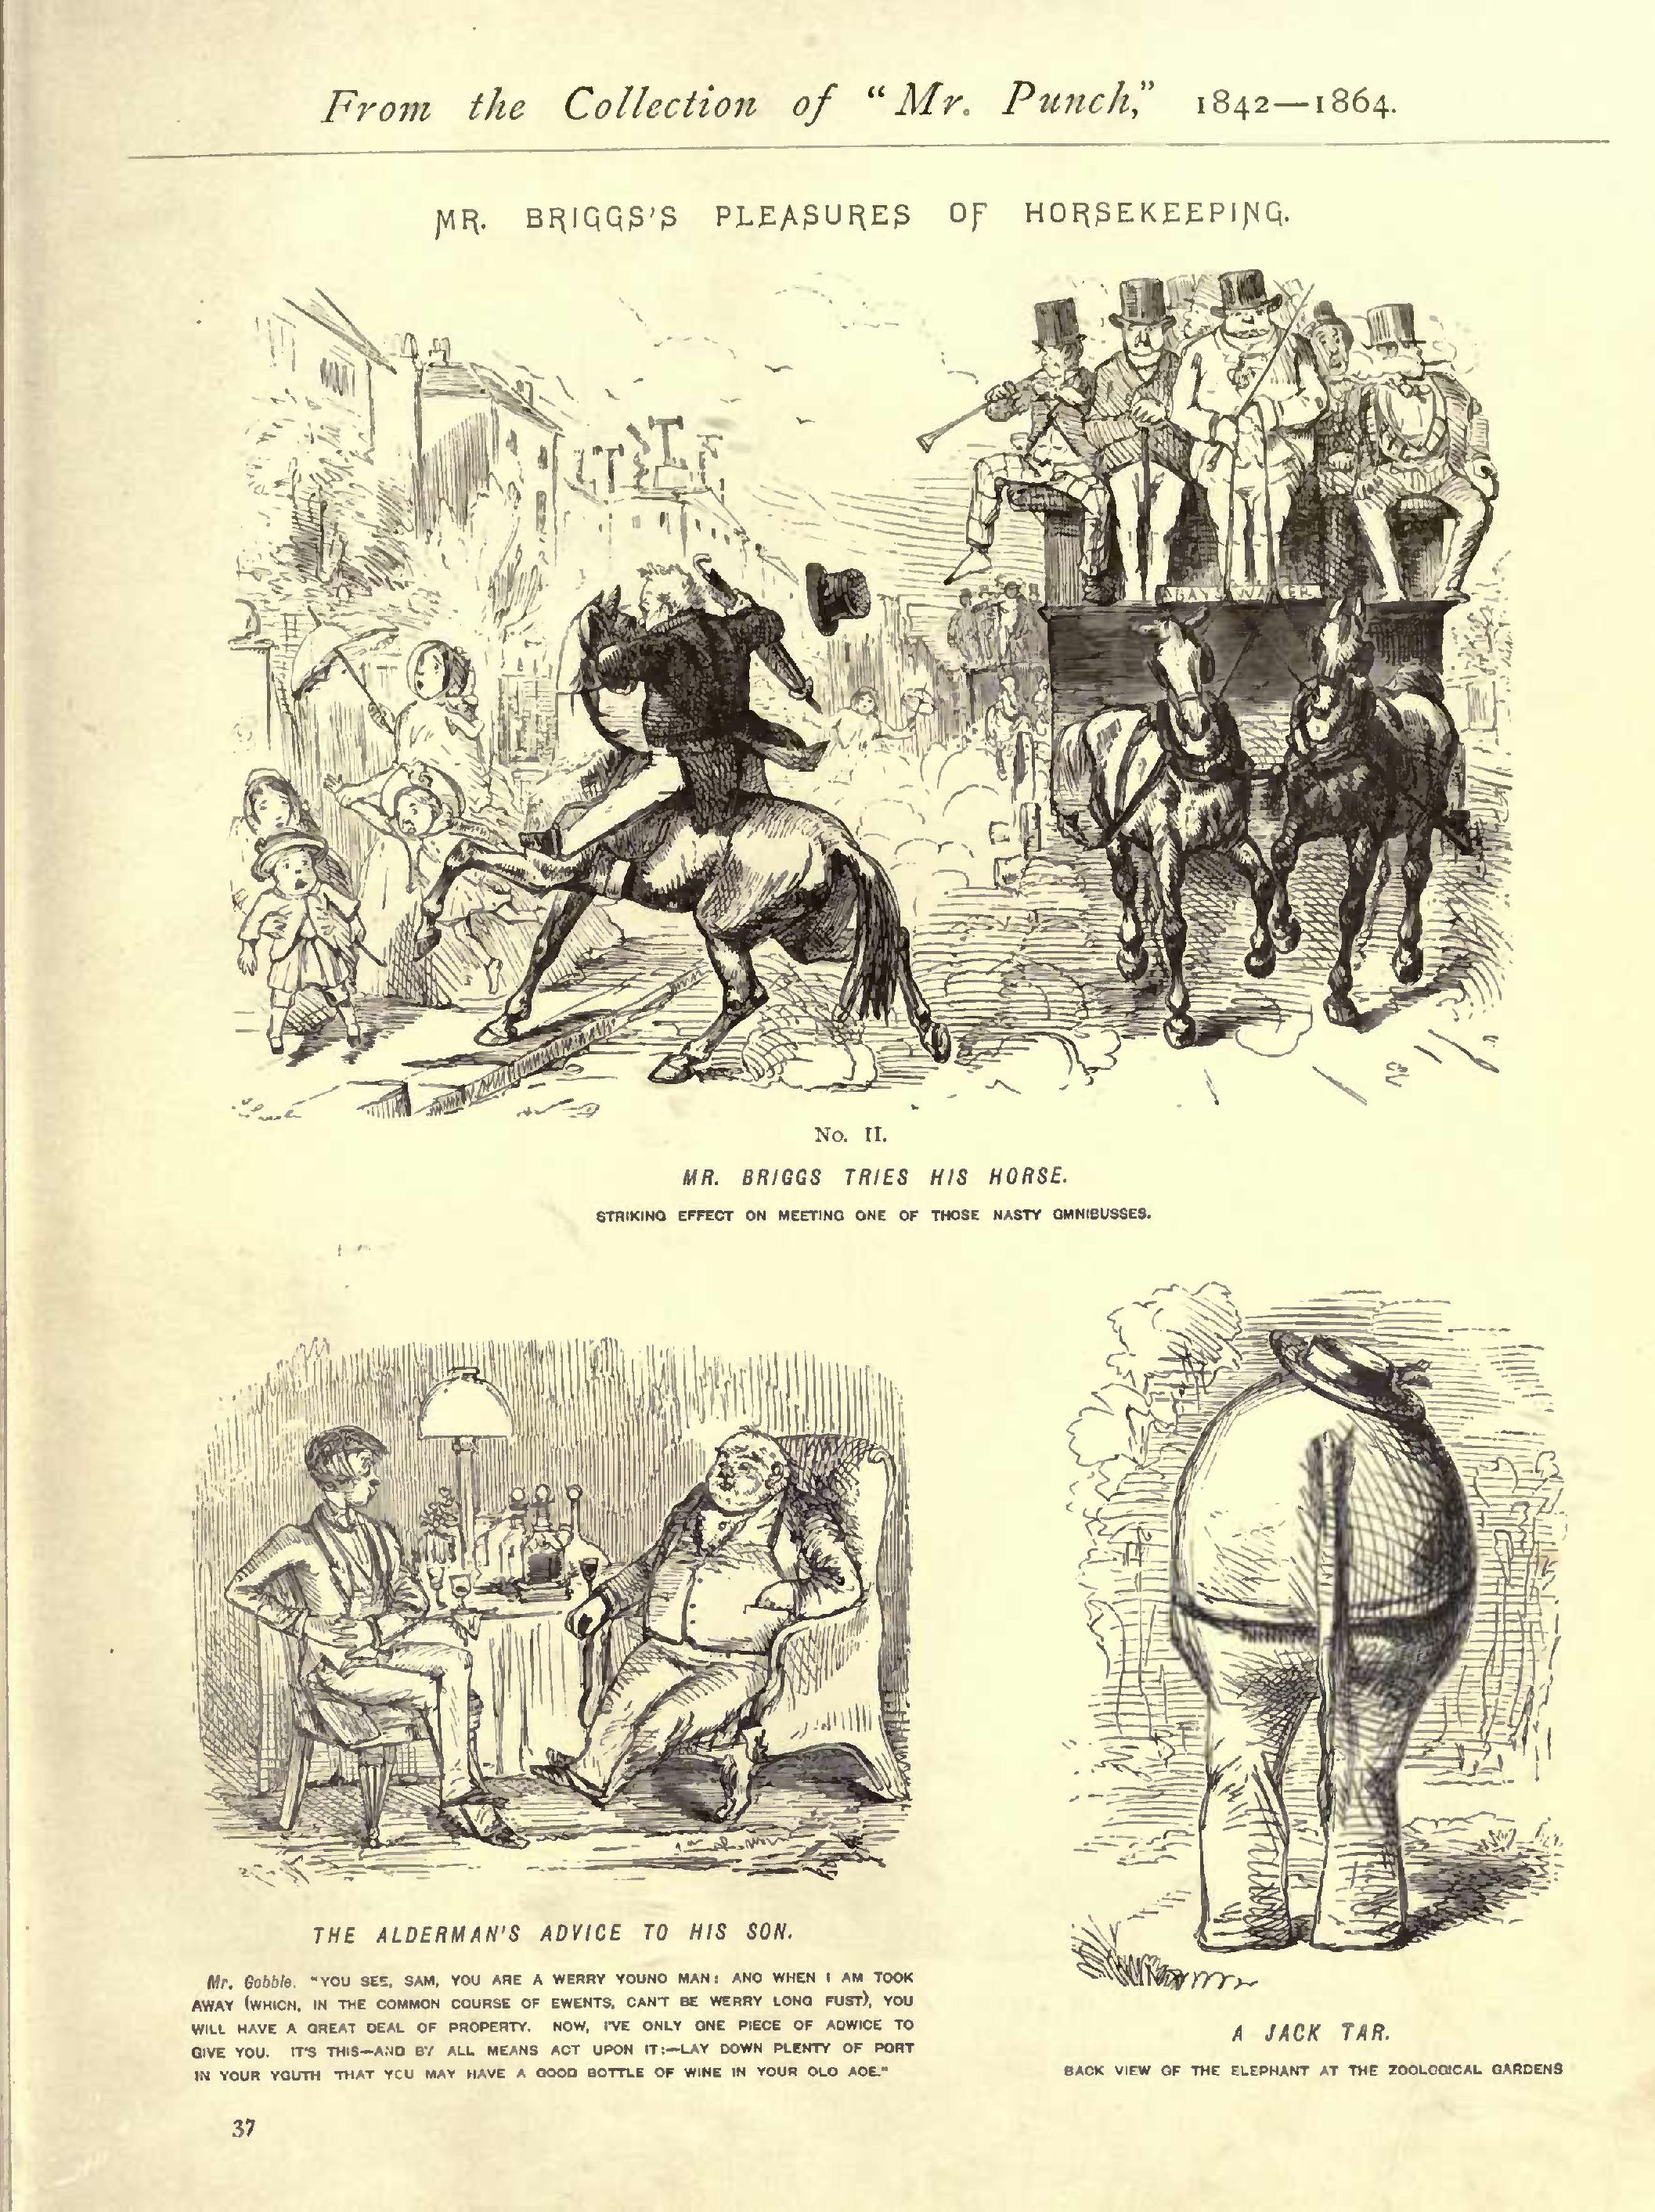 From the Collection of “Mr. Punch,” 1842—1864.
MR. BRIGGS'S PLEASURES OF HORSEKEEPING.
BAYSWATER
No. II.
MR. BRIGGS TRIES HIS HORSE.
STRIKING EFFECT ON MEETING ONE OF THOSE NASTY OMNIBUSSES.
THE ALDERMAN'S ADVICE TO HIS SON.
Mr. Gobble. "YOU SEE, SAM, YOU ARE A WERRY YOUNG MAN; AND WHEN I AM TOOK
AWAY (WHICH, IN THE COMMON COURSE OF EWENTS, CAN'T BE WERRY LONG FUST), YOU
WILL HAVE A GREAT DEAL OF PROPERTY. NOW, I'VE ONLY ONE PIECE OF ADWICE TO
GIVE YOU. IT'S THIS—AND BY ALL MEANS ACT UPON IT:—LAY DOWN PLENTY OF PORT
IN YOUR YOUTH THAT YOU MAY HAVE A GOOD BOTTLE OF WINE IN YOUR OLD AGE."
A JACK TAR.
BACK VIEW OF THE ELEPHANT AT THE ZOOLOGICAL GARDENS
37